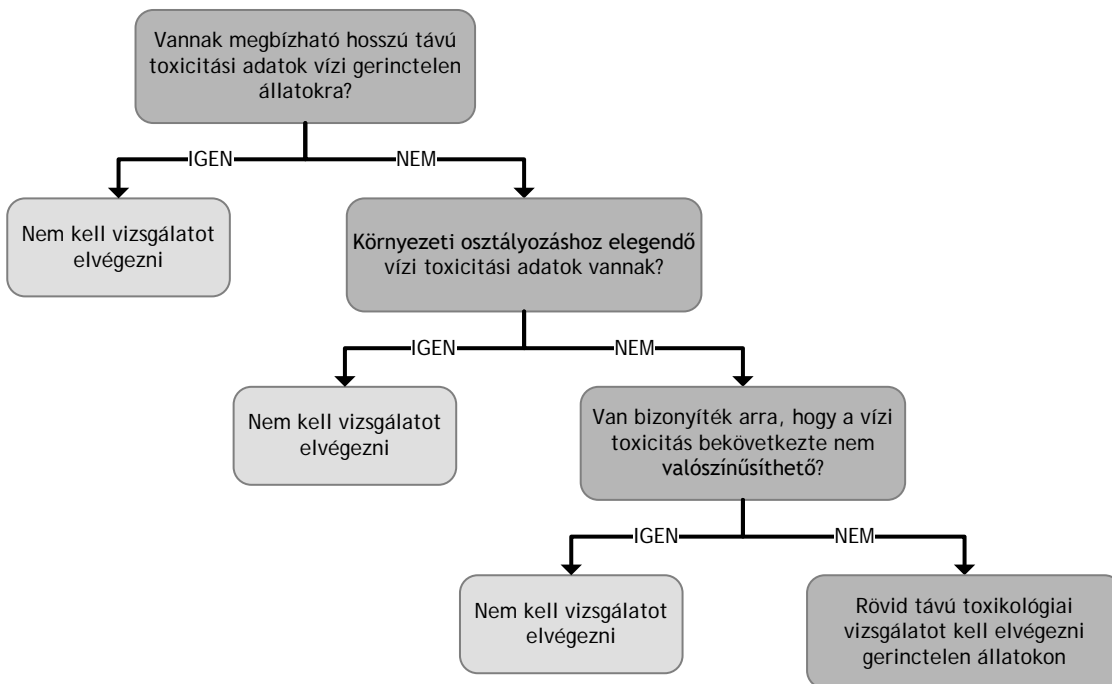 Vannak megbízható hosszú távú
toxicitási adatok vízi gerinctelen
állatokra?
IGEN
NEM
Nem kell vizsgálatot
elvégezni
Környezeti osztályozáshoz elegendő
vízi toxicitási adatok vannak?
IGEN
NEM
Nem kell vizsgálatot
elvégezni
Van bizonyíték arra, hogy a vízi
toxicitás bekövetkezte nem
valószínűsíthető?
IGEN
NEM
Nem kell vizsgálatot
elvégezni
Rövid távú toxikológiai
vizsgálatot kell elvégezni
gerinctelen állatokon